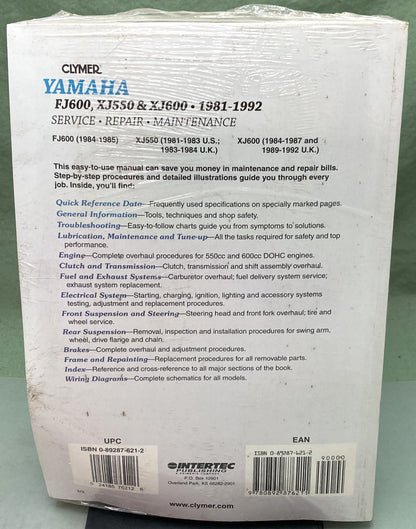 CLYMER®
YAMAHA
FJ600, XJ550 & XJ600 • 1981-1992
SERVICE • REPAIR • MAINTENANCE
FJ600 (1984-1985) XJ550 (1981-1983 U.S.; XJ600 (1984-1987 and
1983-1984 U.K.) 1989-1992 U.K.)
This easy-to-use manual can save you money in maintenance and repair bills.
Step-by-step procedures and detailed illustrations guide you through every
job. Inside, you'll find:
Quick Reference Data—Frequently used specifications on specially marked pages.
General Information—Tools, techniques and shop safety.
Troubleshooting—Easy-to-follow charts guide you from symptoms to solutions.
Lubrication, Maintenance and Tune-up—All the tasks required for safety and top
performance.
Engine—Complete overhaul procedures for 550cc and 600cc DOHC engines.
Clutch and Transmission—Clutch, transmission and shift assembly overhaul.
Fuel and Exhaust Systems—Carburetor overhaul; fuel delivery system service;
exhaust system replacement.
Electrical System—Starting, charging, ignition, lighting and accessory systems
testing, adjustment and replacement procedures.
Front Suspension and Steering—Steering head and front fork overhaul; tire and
wheel service.
Rear Suspension—Removal, inspection and installation procedures for swing arm,
wheel, drive flange and chain.
Brakes—Complete overhaul and adjustment procedures.
Frame and Repainting—Replacement procedures for all removable parts.
Index—Reference and cross-reference to all major sections of the book.
Wiring Diagrams—Complete schematics for all models.
UPC
ISBN 0-89287-621-2
0 24185 76212 8
INTERTEC
PUBLISHING
P.O. Box 12901
Overland Park, KS 66282-2901
EAN
ISBN 0-89287-621-2
90000
www.clymer.com